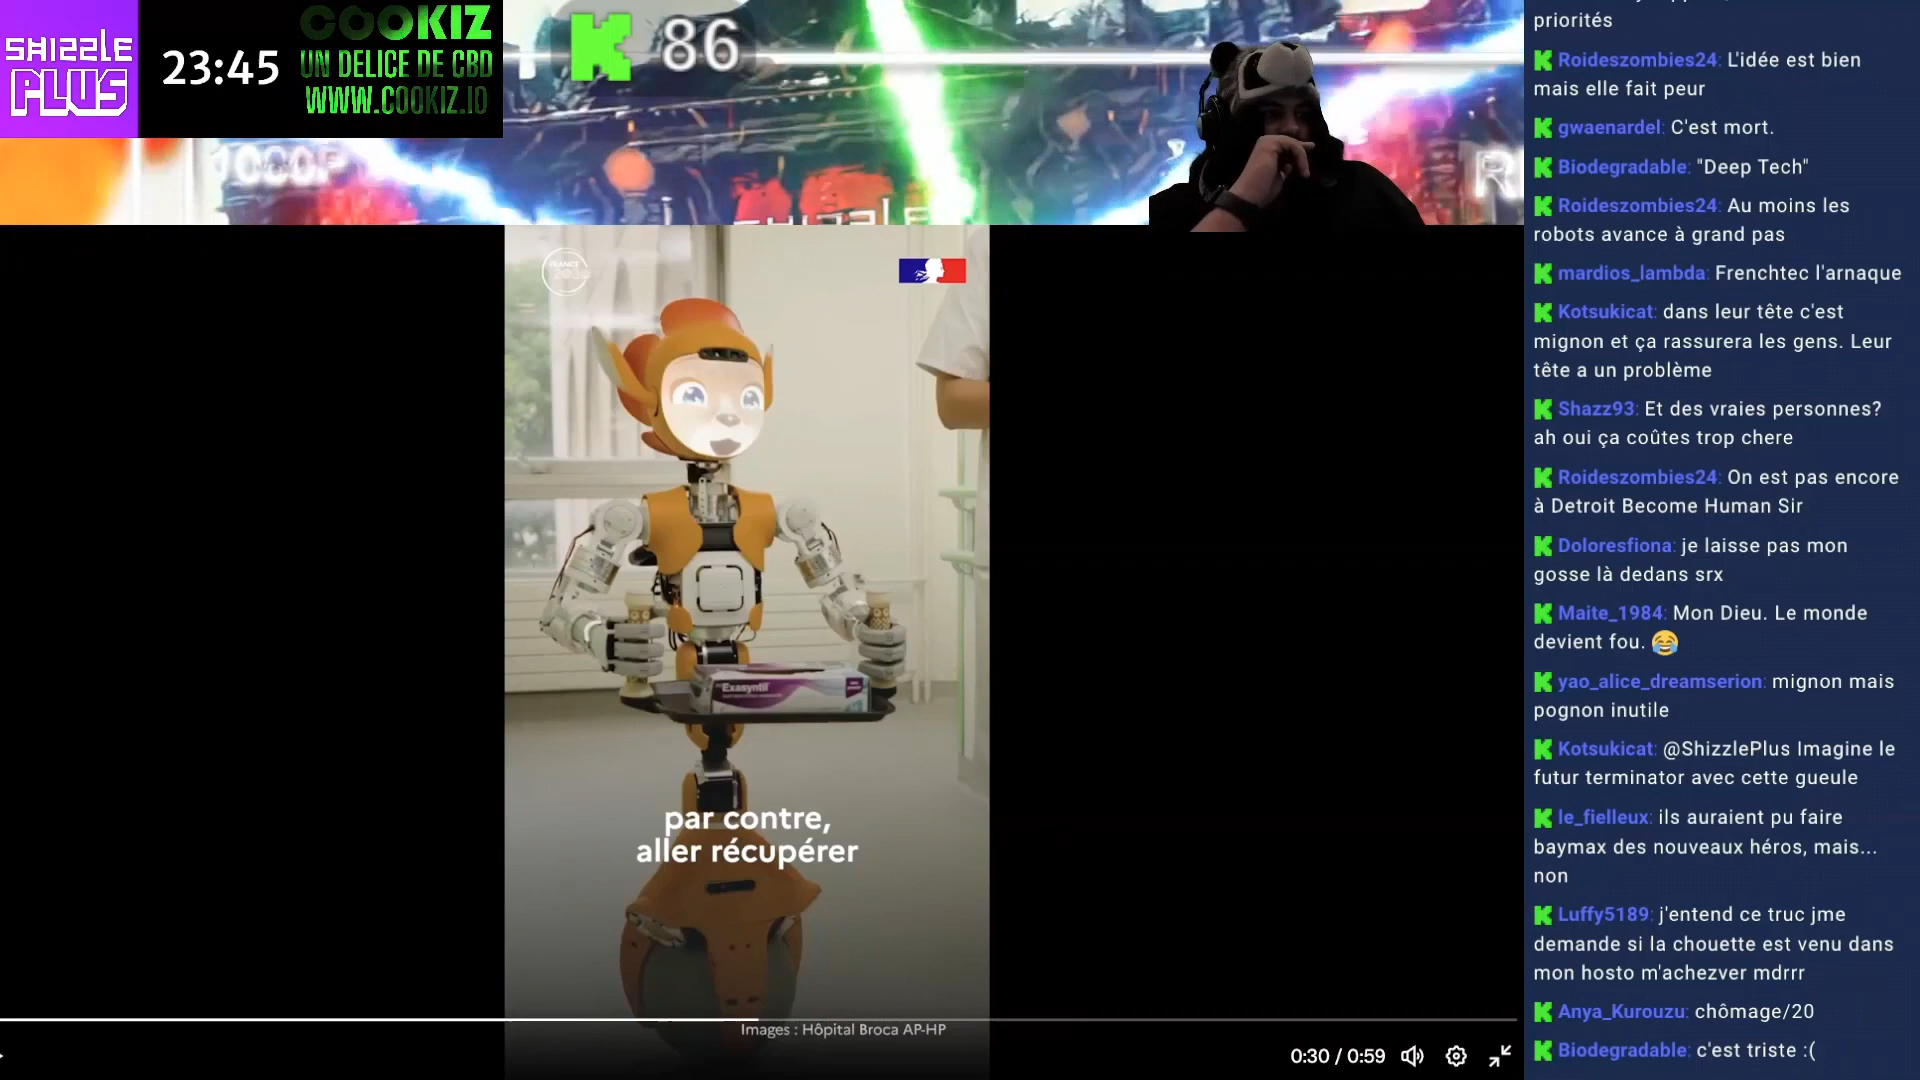 SHIZZLE
PLUS
23:45
COOKIZ
UN DELICE DE CBD
WWW.COOKIZ.IO
86
1080P
R
FRANCE
2030
Exasyntil
par contre,
aller récupérer
Images : Hôpital Broca AP-HP
0:30 / 0:59
priorités
Roideszombies24: L'idée est bien
mais elle fait peur
gwaenardel: C'est mort.
Biodegradable: "Deep Tech"
Roideszombies24: Au moins les
robots avance à grand pas
mardios_lambda: Frenchtec l'arnaque
Kotsukicat: dans leur tête c'est
mignon et ça rassurera les gens. Leur
tête a un problème
Shazz93: Et des vraies personnes?
ah oui ça coûtes trop chere
Roideszombies24: On est pas encore
à Detroit Become Human Sir
Doloresfiona: je laisse pas mon
gosse là dedans srx
Maite_1984: Mon Dieu. Le monde
devient fou. 😂
yao_alice_dreamserion: mignon mais
pognon inutile
Kotsukicat: @ShizzlePlus Imagine le
futur terminator avec cette gueule
le_fielleux: ils auraient pu faire
baymax des nouveaux héros, mais...
non
Luffy5189: j'entend ce truc jme
demande si la chouette est venu dans
mon hosto m'achezver mdrrr
Anya_Kurouzu: chômage/20
Biodegradable: c'est triste :(